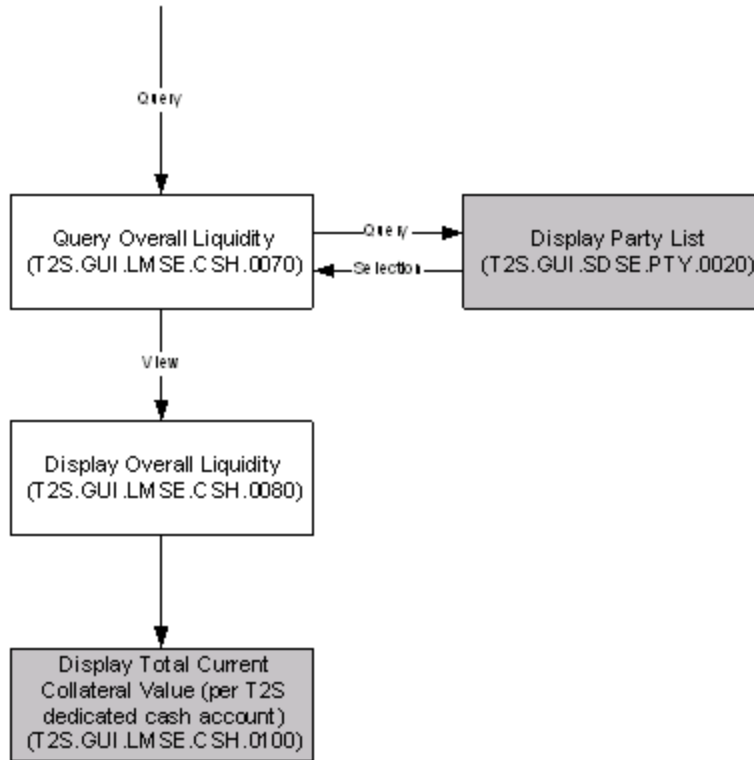 Query
Query Overall Liquidity
(T2S.GUI.LMSE.CSH.0070)
Query
Selection
Display Party List
(T2S.GUI.SDSE.PTY.0020)
View
Display Overall Liquidity
(T2S.GUI.LMSE.CSH.0080)
Display Total Current
Collateral Value (per T2S
dedicated cash account)
(T2S.GUI.LMSE.CSH.0100)